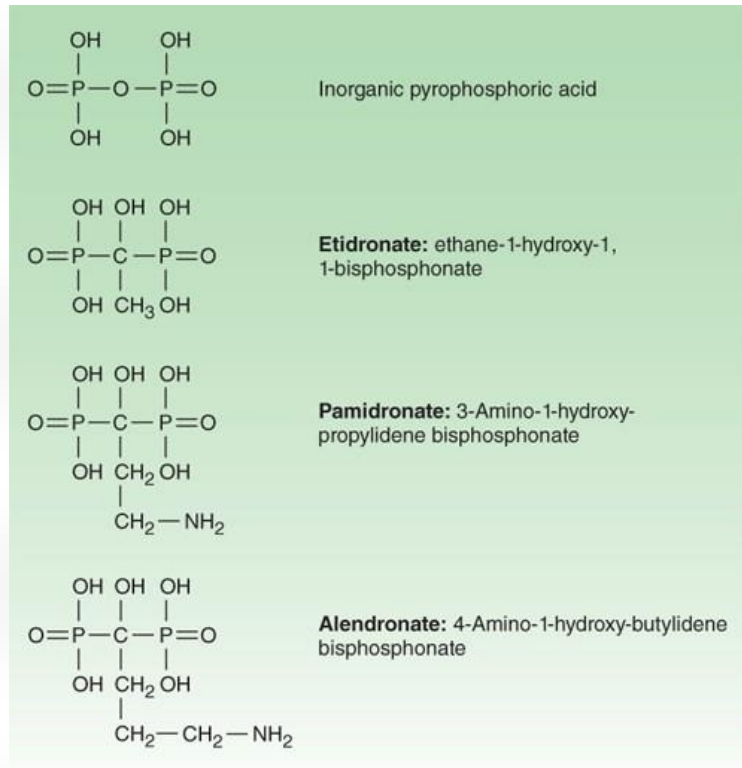 OH OH
O=P—O—P=O
OH OH
Inorganic pyrophosphoric acid
OH OH OH
O=P—C—P=O
OH CH₃ OH
Etidronate: ethane-1-hydroxy-1,
1-bisphosphonate
OH OH OH
O=P—C—P=O
OH CH₂ OH
CH₂—NH₂
Pamidronate: 3-Amino-1-hydroxy-
propylidene bisphosphonate
OH OH OH
O=P—C—P=O
OH CH₂ OH
CH₂—CH₂—NH₂
Alendronate: 4-Amino-1-hydroxy-butylidene
bisphosphonate